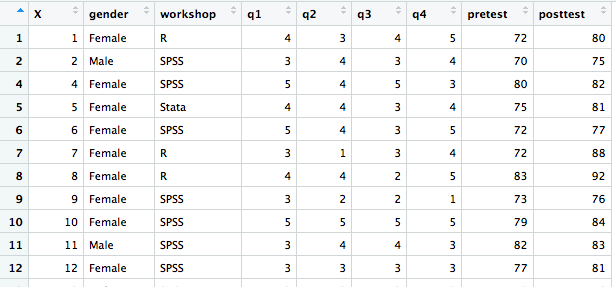 X gender workshop q1 q2 q3 q4 pretest posttest
1 1 Female R 4 3 4 5 72 80
2 2 Male SPSS 3 4 3 4 70 75
4 4 Female SPSS 5 4 5 3 80 82
5 5 Female Stata 4 4 3 4 75 81
6 6 Female SPSS 5 4 3 5 72 77
7 7 Female R 3 1 3 4 72 88
8 8 Female R 4 4 2 5 83 92
9 9 Female SPSS 3 2 2 1 73 76
10 10 Female SPSS 5 5 5 5 79 84
11 11 Male SPSS 3 4 4 3 82 83
12 12 Female SPSS 3 3 3 3 77 81